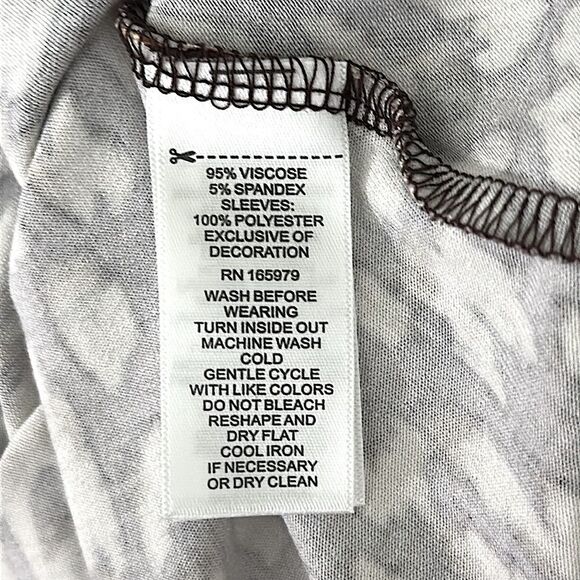 95% VISCOSE
5% SPANDEX
SLEEVES:
100% POLYESTER
EXCLUSIVE OF
DECORATION
RN 165979
WASH BEFORE
WEARING
TURN INSIDE OUT
MACHINE WASH
COLD
GENTLE CYCLE
WITH LIKE COLORS
DO NOT BLEACH
RESHAPE AND
DRY FLAT
COOL IRON
IF NECESSARY
OR DRY CLEAN